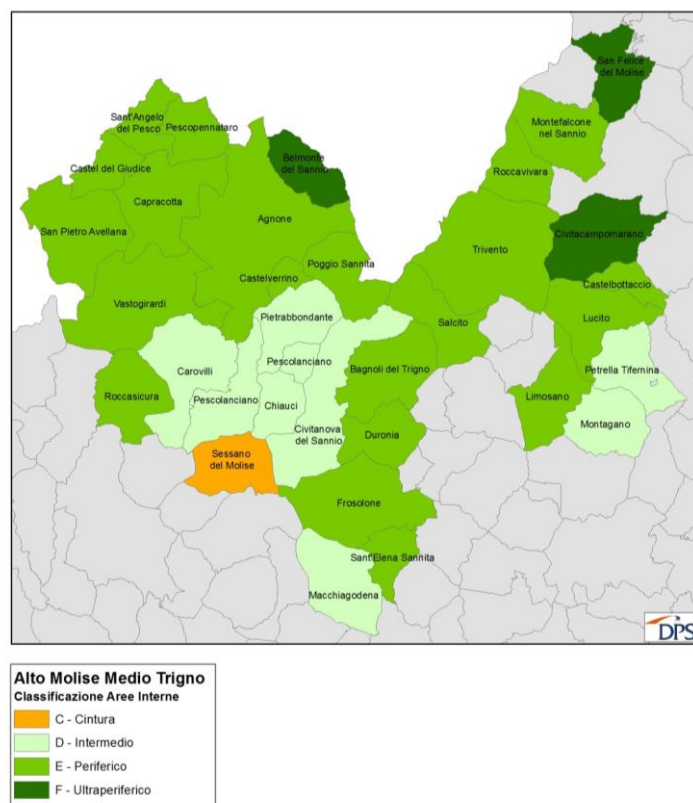 San Felice
del Molise
Sant'Angelo
del Pesco
Pescopennataro
Montefalcone
nel Sannio
Belmonte
del Sannio
Castel del Giudice
Roccavivara
Capracotta
Agnone
San Pietro Avellana
Civitacampomarano
Trivento
Poggio Sannita
Castelverrino
Castelbottaccio
Vastogirardi
Pietrabbondante
Salcito
Lucito
Carovilli
Pescolanciano
Bagnoli del Trigno
Petrella Tifernina
Roccasicura
Pescolanciano
Chiauci
Limosano
Montagano
Civitanova
del Sannio
Duronia
Sessano
del Molise
Frosolone
Sant'Elena Sannita
Macchiagodena
DPS
Alto Molise Medio Trigno
Classificazione Aree Interne
C - Cintura
D - Intermedio
E - Periferico
F - Ultraperiferico